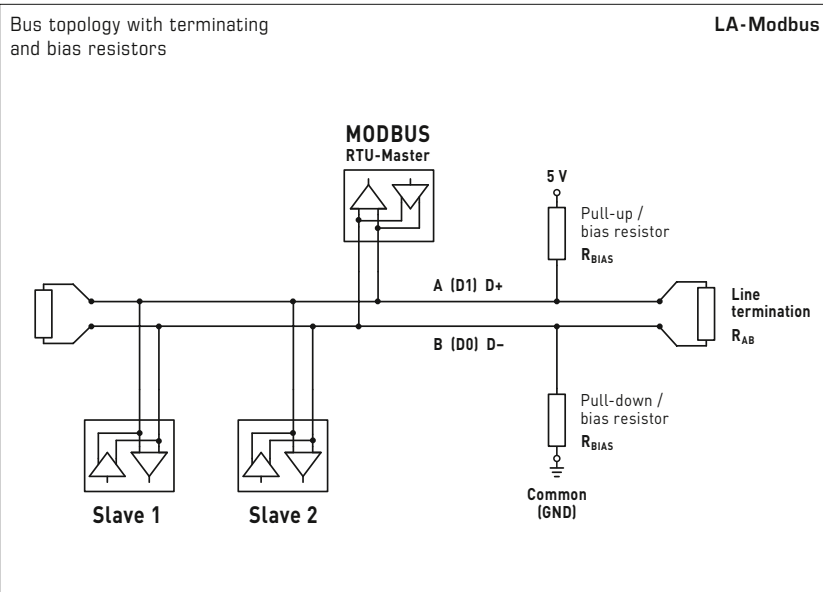 Bus topology with terminating
and bias resistors
LA-Modbus
MODBUS
RTU-Master
5 V
Pull-up /
bias resistor
RBIAS
A (D1) D+
Line
termination
RAB
B (D0) D–
Pull-down /
bias resistor
RBIAS
Common
(GND)
Slave 1
Slave 2